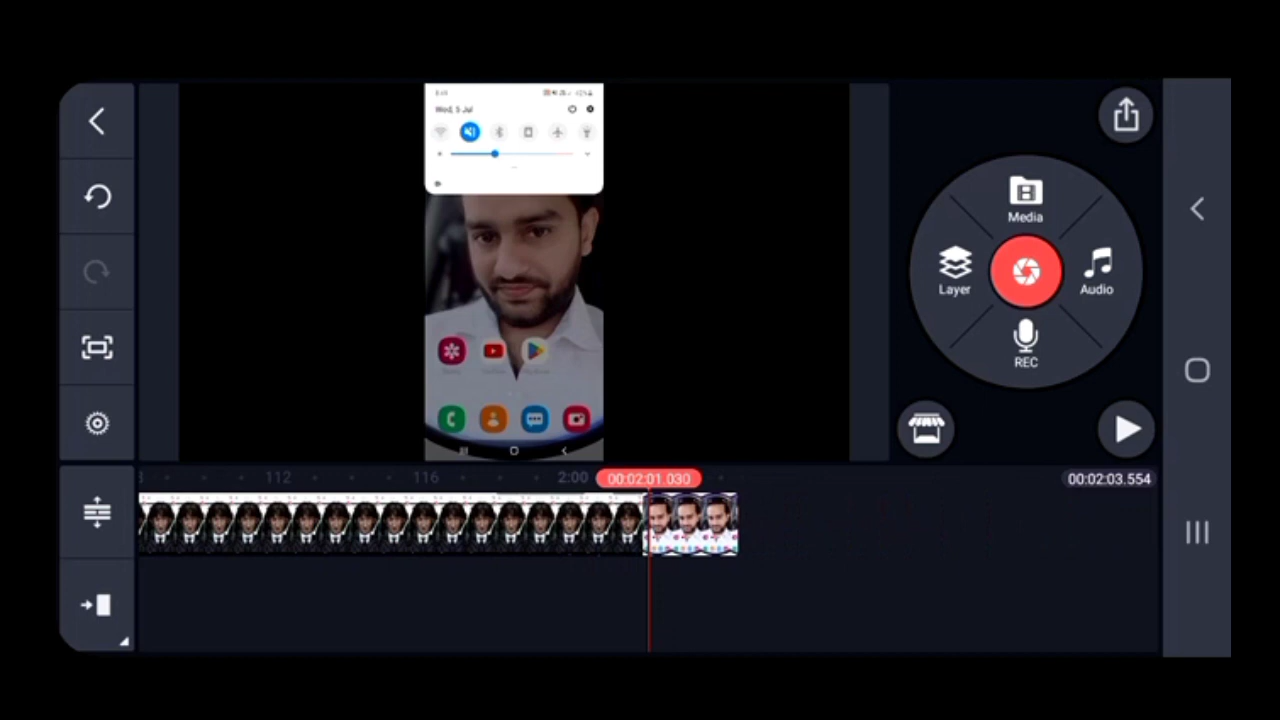 Wed, 5 Jul
Media
Layer
Audio
REC
112
116
2:00
00:02:01.030
00:02:03.554